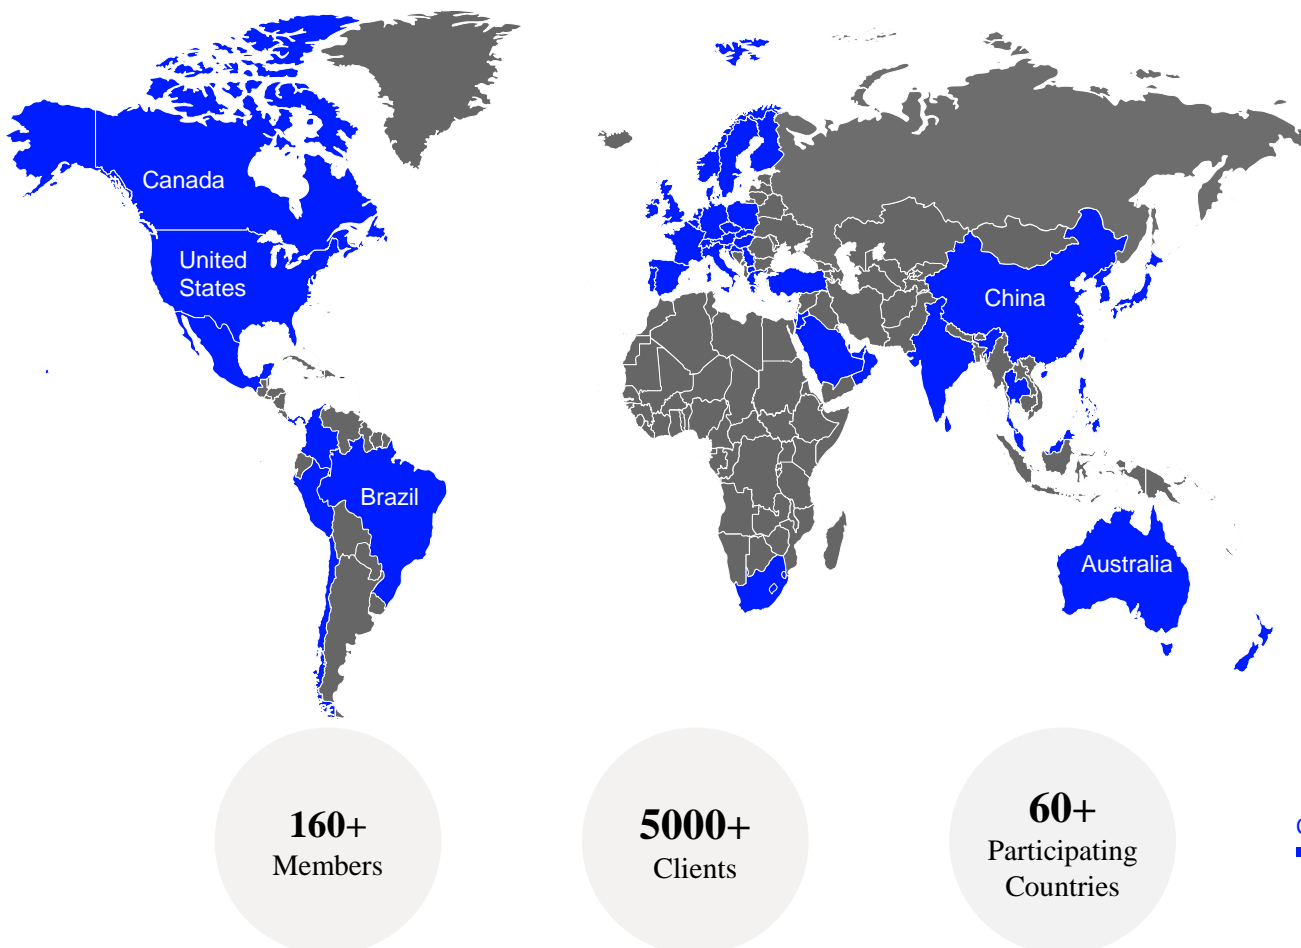 Canada
United
States
China
Brazil
Australia
160+
Members
5000+
Clients
60+
Participating
Countries